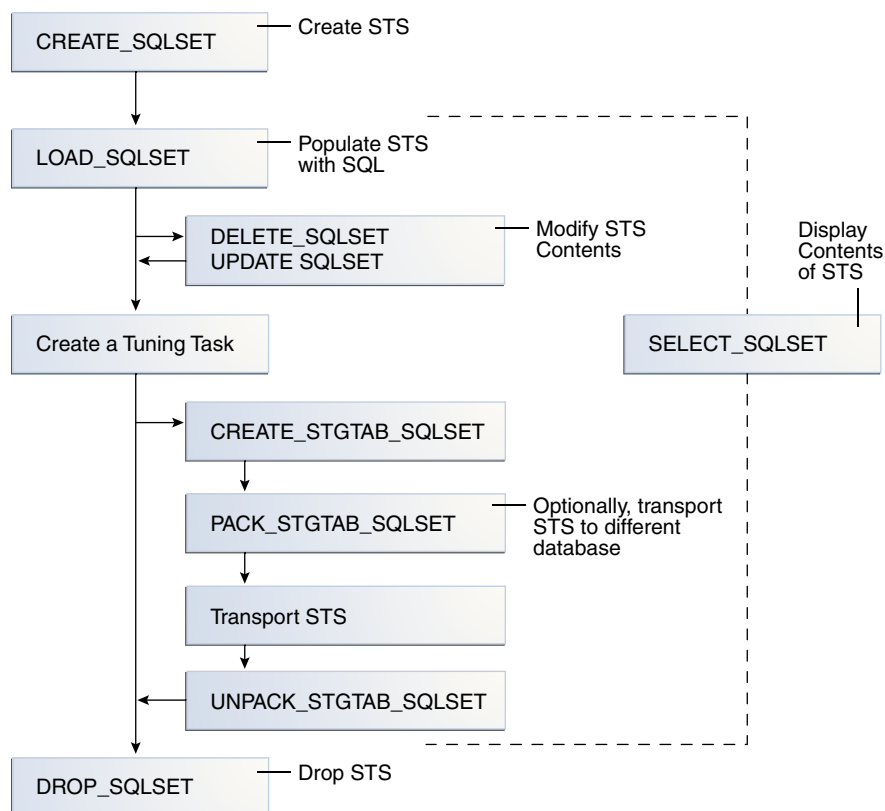 CREATE_SQLSET
Create STS
LOAD_SQLSET
Populate STS
with SQL
DELETE_SQLSET
UPDATE SQLSET
Modify STS
Contents
Display
Contents
of STS
Create a Tuning Task
SELECT_SQLSET
CREATE_STGTAB_SQLSET
PACK_STGTAB_SQLSET
Optionally, transport
STS to different
database
Transport STS
UNPACK_STGTAB_SQLSET
DROP_SQLSET
Drop STS